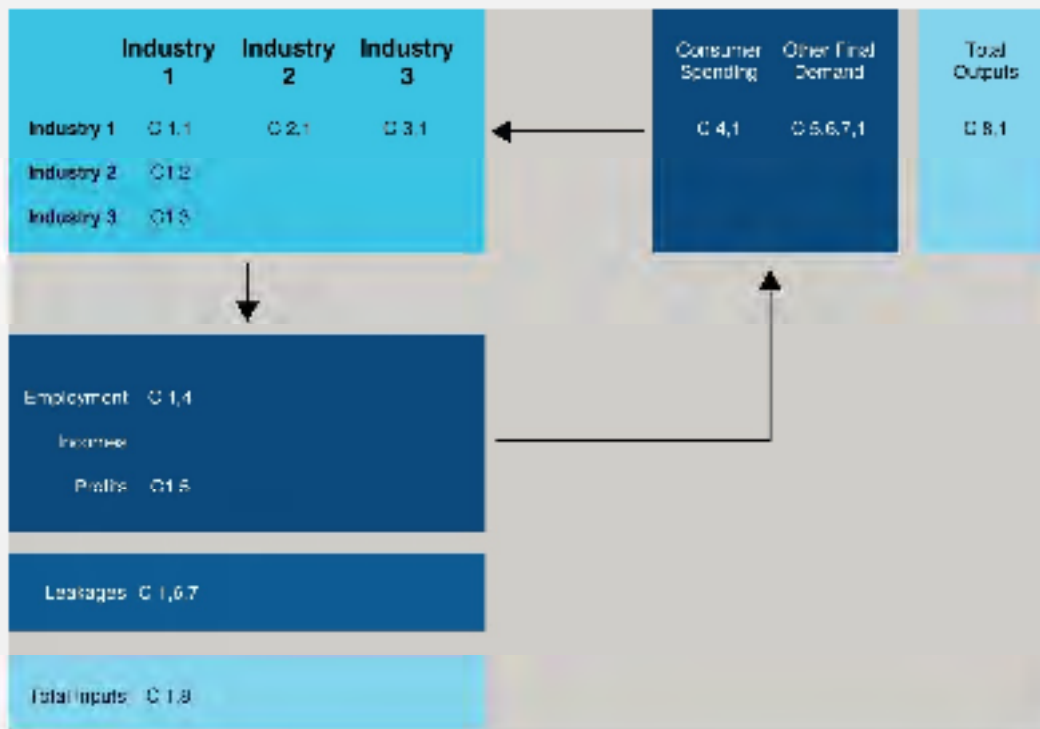 Industry 1 Industry 2 Industry 3 Consumer Spending Other Final Demand Total Outputs
Industry 1 C 1,1 C 2,1 C 3,1 C 4,1 C 5,6,7,1 C 8,1
Industry 2 C1,2
Industry 3 C1,3
Employment C 1,4
Incomes
Profits C1,5
Leakages C 1,6,7
Total Inputs C 1,8